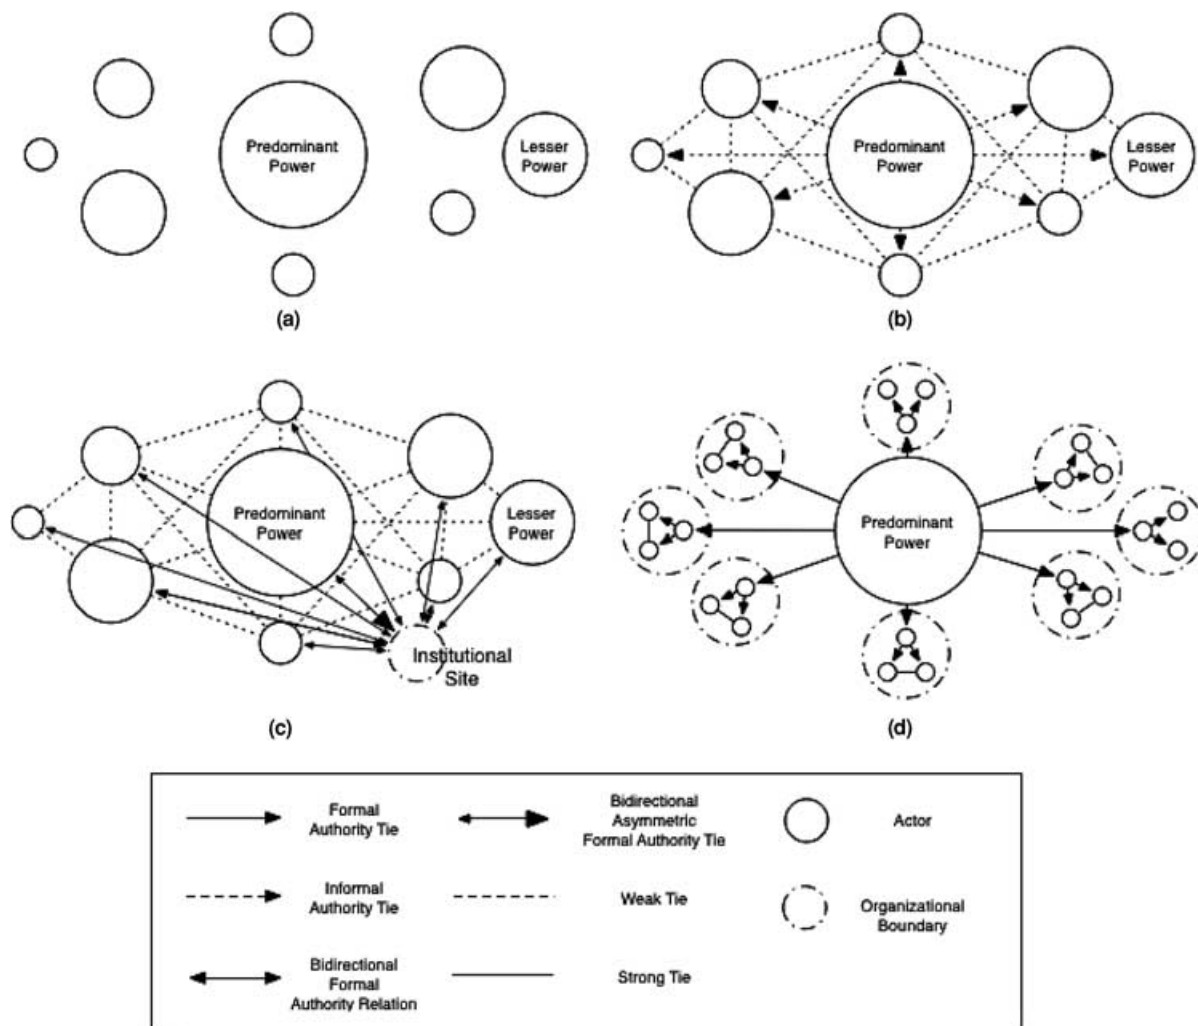 Predominant
Power
Lesser
Power
(a)
Predominant
Power
Lesser
Power
(b)
Predominant
Power
Lesser
Power
Institutional
Site
(c)
Predominant
Power
(d)
Formal
Authority Tie
Bidirectional
Asymmetric
Formal Authority Tie
Actor
Informal
Authority Tie
Weak Tie
Organizational
Boundary
Bidirectional
Formal
Authority Relation
Strong Tie